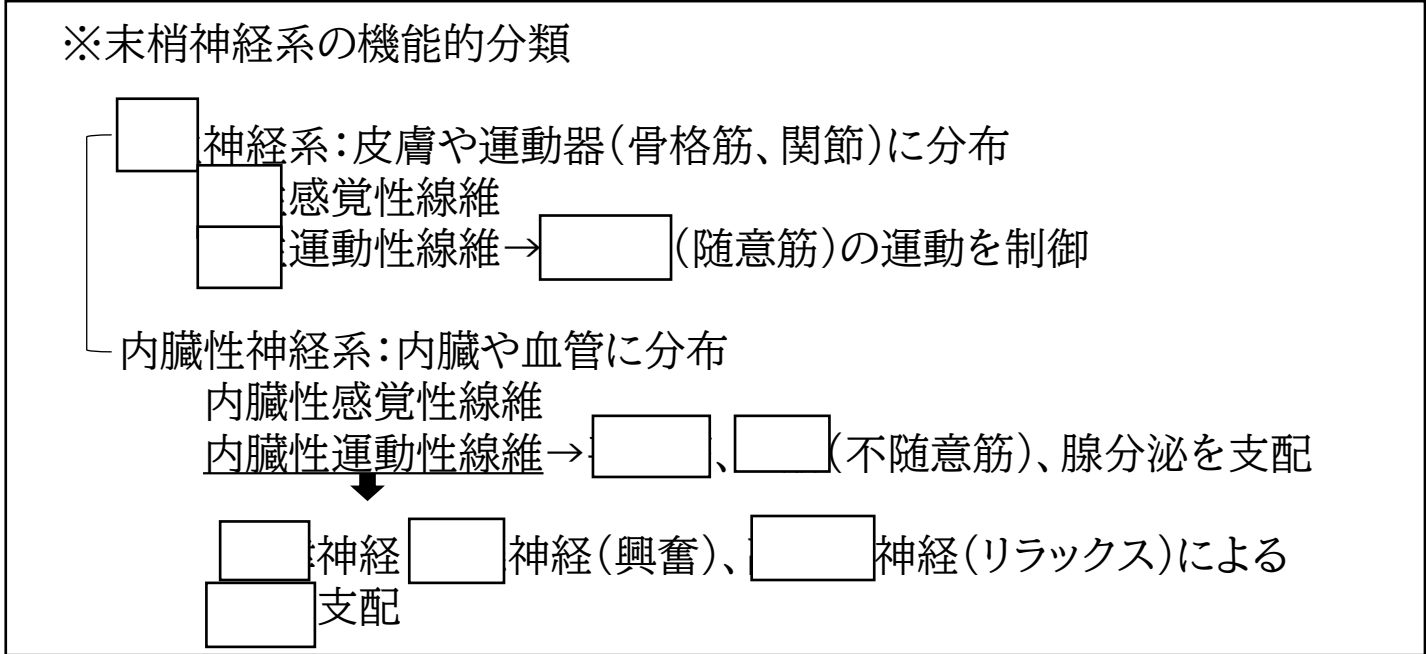 ※末梢神経系の機能的分類
神経系：皮膚や運動器（骨格筋、関節）に分布
感覚性線維
運動性線維→（随意筋）の運動を制御
内臓性神経系：内臓や血管に分布
内臓性感覚性線維
内臓性運動性線維→、（不随意筋）、腺分泌を支配
神経 神経（興奮）、神経（リラックス）による
支配